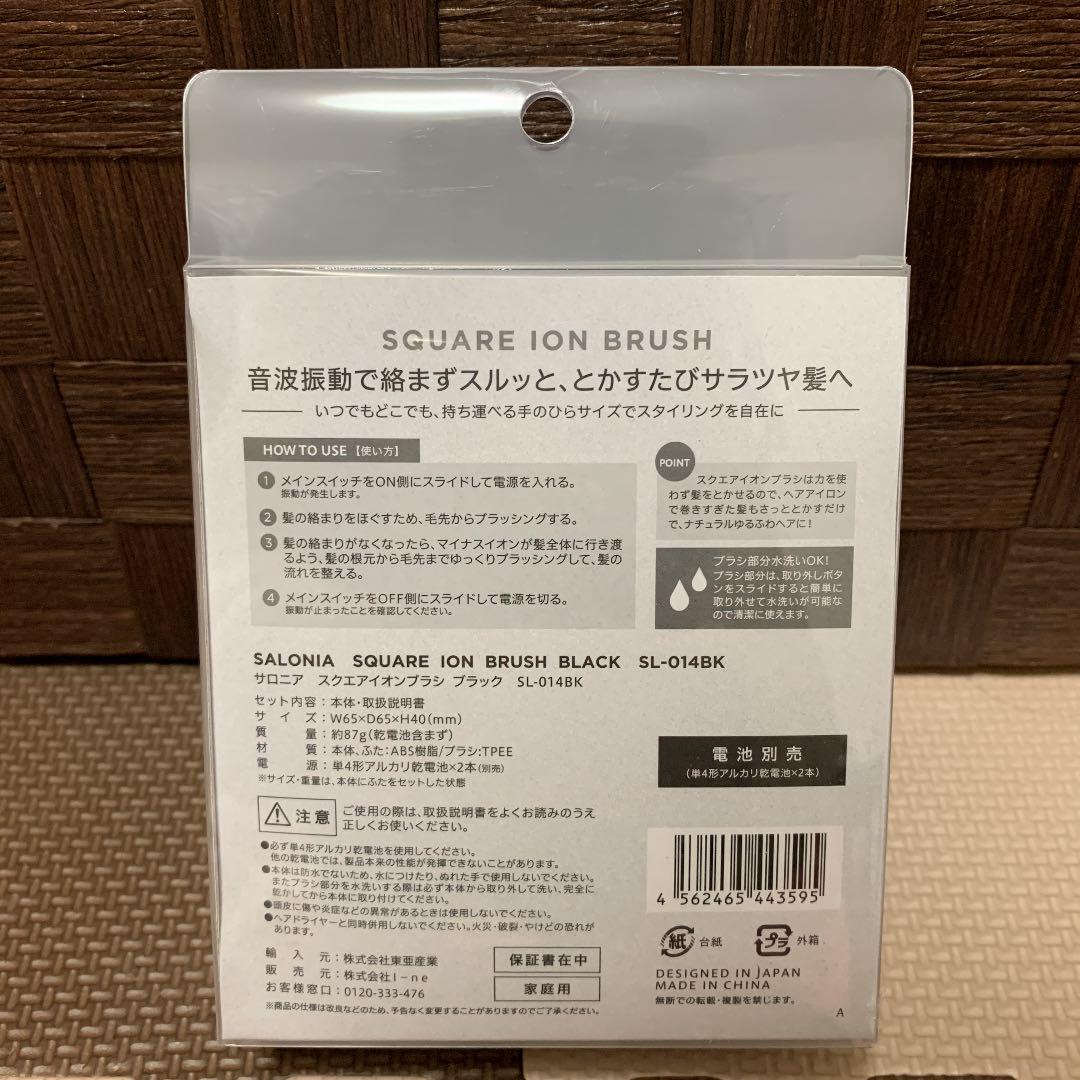 SQUARE ION BRUSH
音波振動で絡まずスルッと、とかすたびサラツヤ髪へ
いつでもどこでも、持ち運べる手のひらサイズでスタイリングを自在に
HOW TO USE 【使い方】
1 メインスイッチをON側にスライドして電源を入れる。
振動が発生します。
2 髪の絡まりをほぐすため、毛先からブラッシングする。
3 髪の絡まりがなくなったら、マイナスイオンが髪全体に行き渡
るよう、髪の根元から毛先までゆっくりブラッシングして、髪の
流れを整える。
4 メインスイッチをOFF側にスライドして電源を切る。
振動が止まったことを確認してください。
POINT
スクエアイオンブラシは力を使
わず髪をとかせるので、ヘアアイロン
で巻きすぎた髪もさっととかすだけ
で、ナチュラルゆるふわヘアに!
ブラシ部分水洗いOK!
ブラシ部分は、取り外しボタ
ンをスライドすると簡単に
取り外せて水洗いが可能な
ので清潔に使えます。
SALONIA SQUARE ION BRUSH BLACK SL-014BK
サロニア スクエアイオンブラシ ブラック SL-014BK
セット内容:本体・取扱説明書
サイズ:W65×D65×H40(mm)
質量:約87g(乾電池含まず)
材質:本体、ふた:ABS樹脂/ブラシ:TPEE
電源:単4形アルカリ乾電池×2本(別売)
※サイズ・重量は、本体にふたをセットした状態
電池別売
(単4形アルカリ乾電池×2本)
注意
ご使用の際は、取扱説明書をよくお読みのうえ
正しくお使いください。
●必ず単4形アルカリ乾電池を使用してください。
他の乾電池では、製品本来の性能が発揮できないことがあります。
●本体は防水でないため、水につけたり、ぬれた手で使用しないでください。
またブラシ部分を水洗いする際は必ず本体から取り外して洗い、完全に
乾かしてから本体に取り付けてください。
●頭皮に傷や炎症などの異常があるときは使用しないでください。
●ヘアドライヤーと同時併用しないでください。火災・破裂・やけどの恐れが
あります。
4 562465 443595
輸入元:株式会社東亜産業
販売元:株式会社I-ne
お客様窓口:0120-333-476
※商品の仕様は改良などのため、予告なく変更することがありますのでご了承ください。
保証書在中
家庭用
紙 台紙
プラ 外箱
DESIGNED IN JAPAN
MADE IN CHINA
無断での転載・複製を禁じます。
A